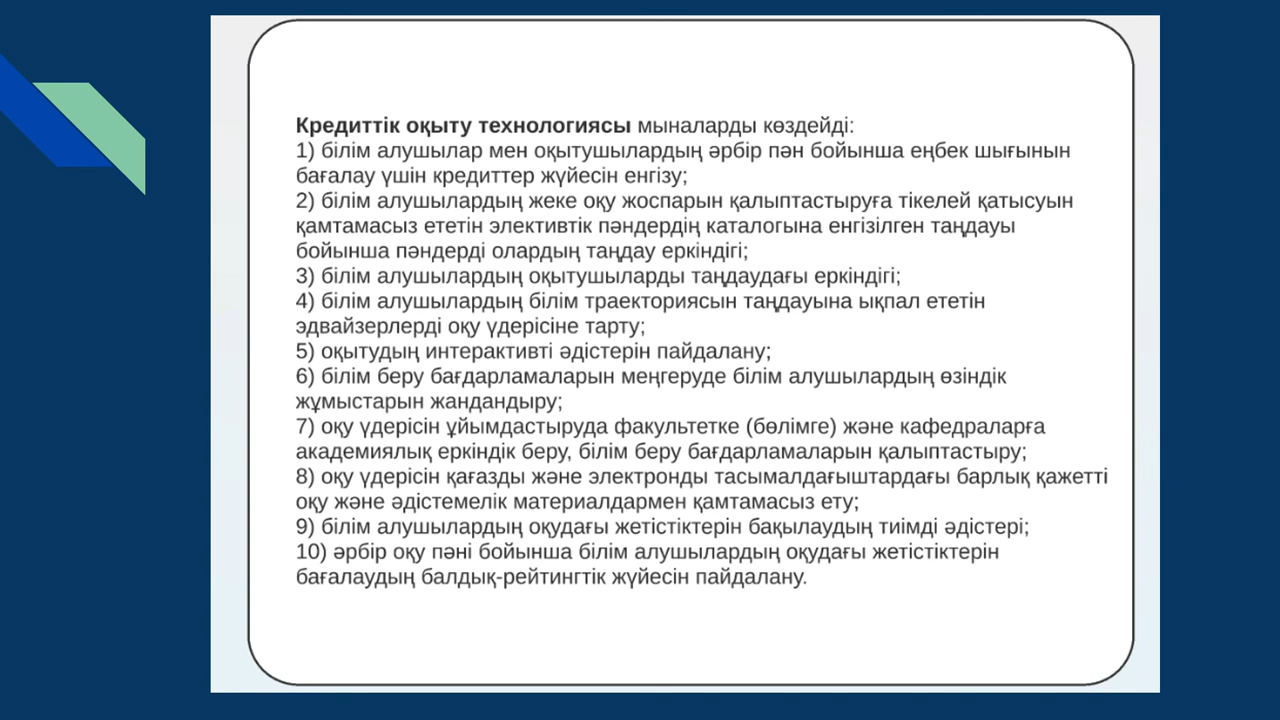 Кредиттік оқыту технологиясы мыналарды көздейді:
1) білім алушылар мен оқытушылардың әрбір пән бойынша еңбек шығынын
бағалау үшін кредиттер жүйесін енгізу;
2) білім алушылардың жеке оқу жоспарын қалыптастыруға тікелей қатысуын
қамтамасыз ететін элективтік пәндердің каталогына енгізілген таңдауы
бойынша пәндерді олардың таңдау еркіндігі;
3) білім алушылардың оқытушыларды таңдаудағы еркіндігі;
4) білім алушылардың білім траекториясын таңдауына ықпал ететін
эдвайзерлерді оқу үдерісіне тарту;
5) оқытудың интерактивті әдістерін пайдалану;
6) білім беру бағдарламаларын меңгеруде білім алушылардың өзіндік
жұмыстарын жандандыру;
7) оқу үдерісін ұйымдастыруда факультетке (бөлімге) және кафедраларға
академиялық еркіндік беру, білім беру бағдарламаларын қалыптастыру;
8) оқу үдерісін қағазды және электронды тасымалдағыштардағы барлық қажетті
оқу және әдістемелік материалдармен қамтамасыз ету;
9) білім алушылардың оқудағы жетістіктерін бақылаудың тиімді әдістері;
10) әрбір оқу пәні бойынша білім алушылардың оқудағы жетістіктерін
бағалаудың балдық-рейтингтік жүйесін пайдалану.